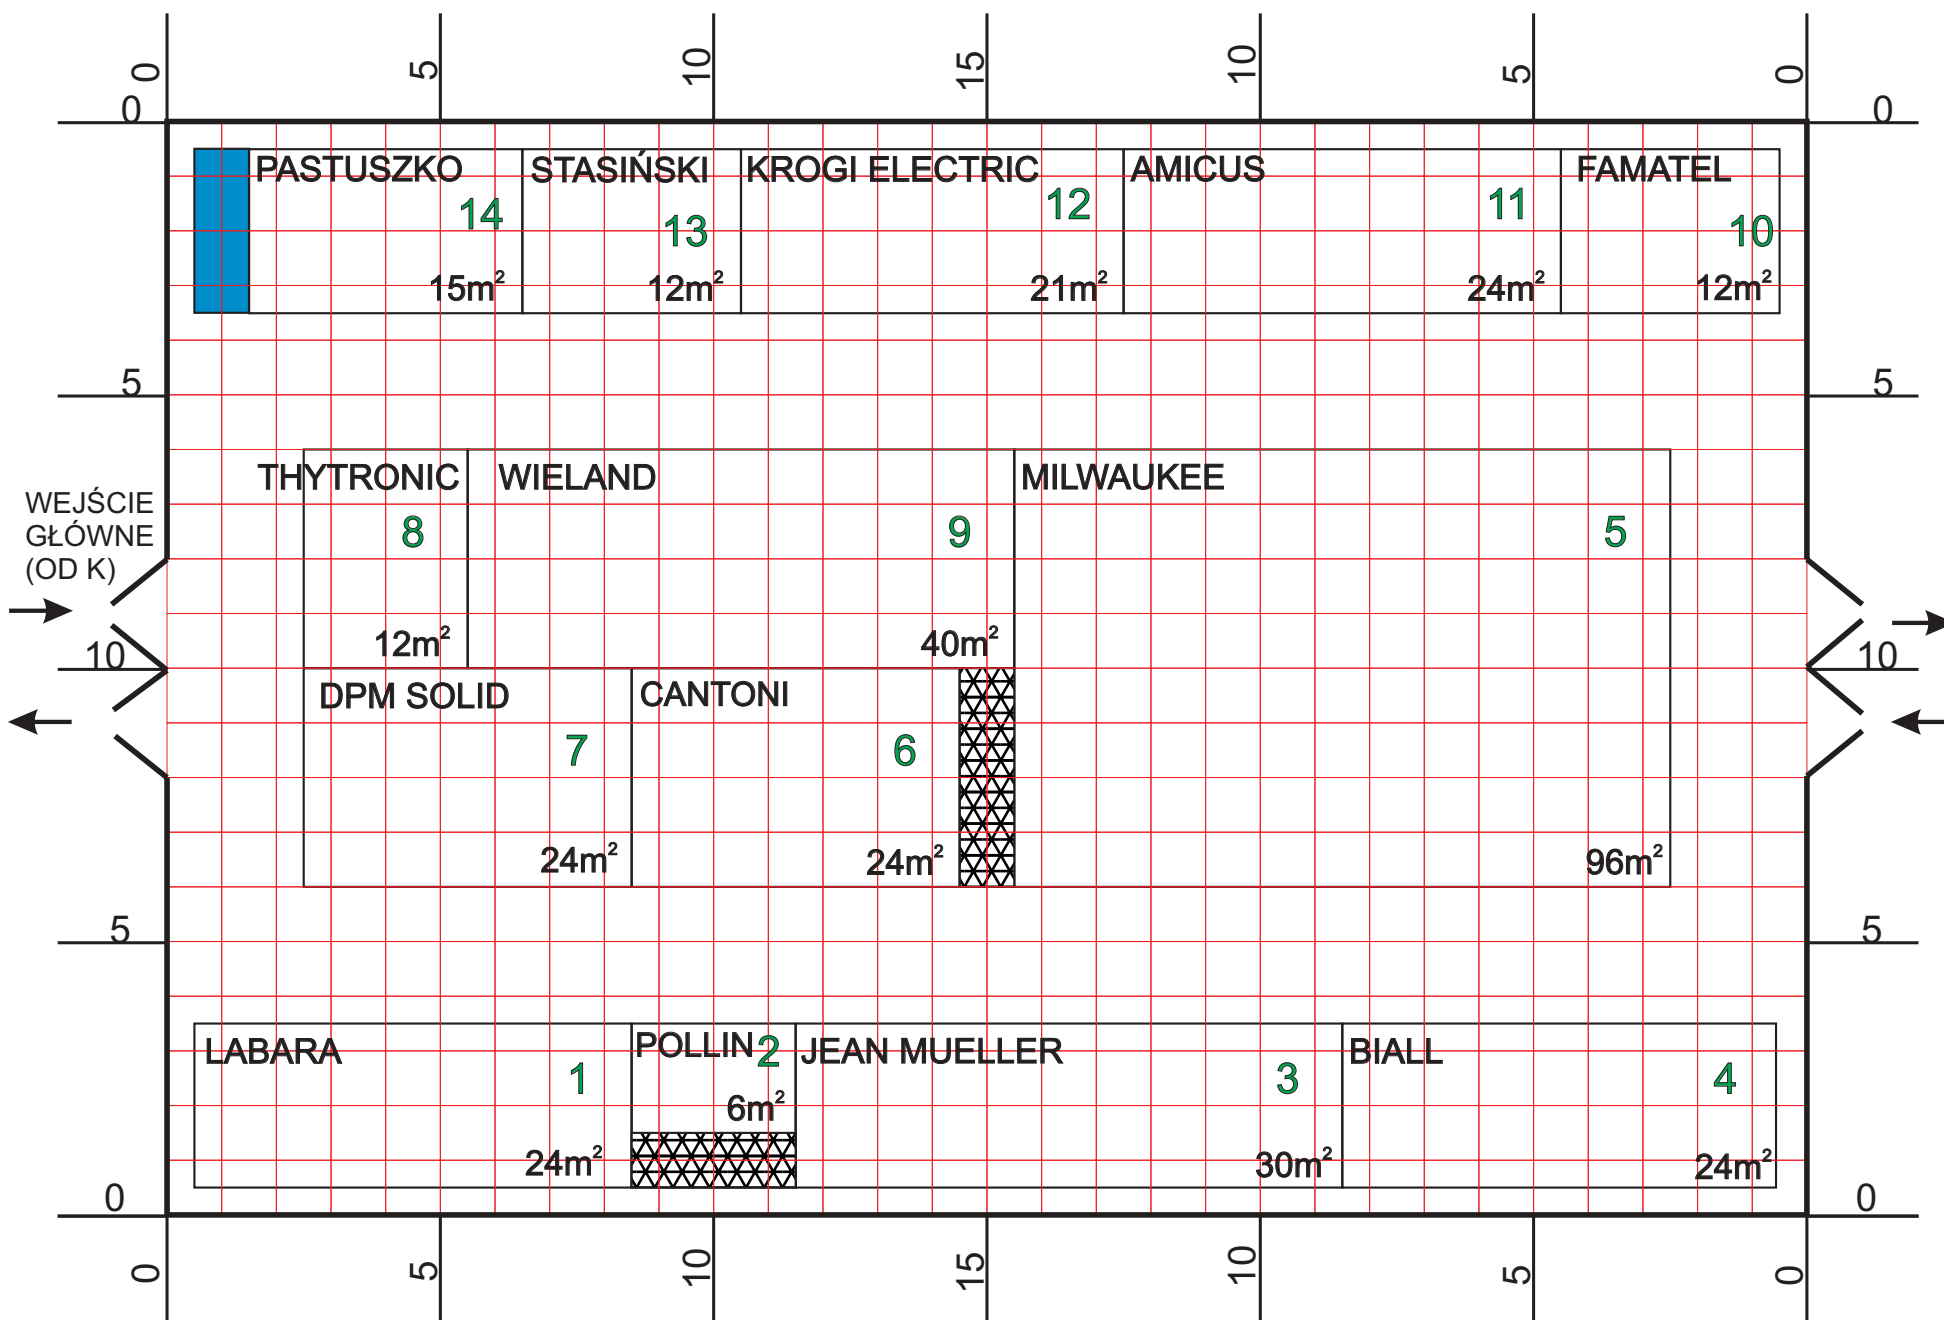 0 5 10 15 10 5 0
0 0
PASTUSZKO STASIŃSKI KROGI ELECTRIC AMICUS FAMATEL
14 13 12 11 10
15m² 12m² 21m² 24m² 12m²
5 5
THYTRONIC WIELAND MILWAUKEE
WEJŚCIE
GŁÓWNE
(OD K)
8 9 5
12m² 40m²
10 10
DPM SOLID CANTONI
7 6
24m² 24m² 96m²
5 5
LABARA POLLIN 2 JEAN MUELLER BIALL
1 3 4
6m²
24m² 30m² 24m²
0 0
0 5 10 15 10 5 0